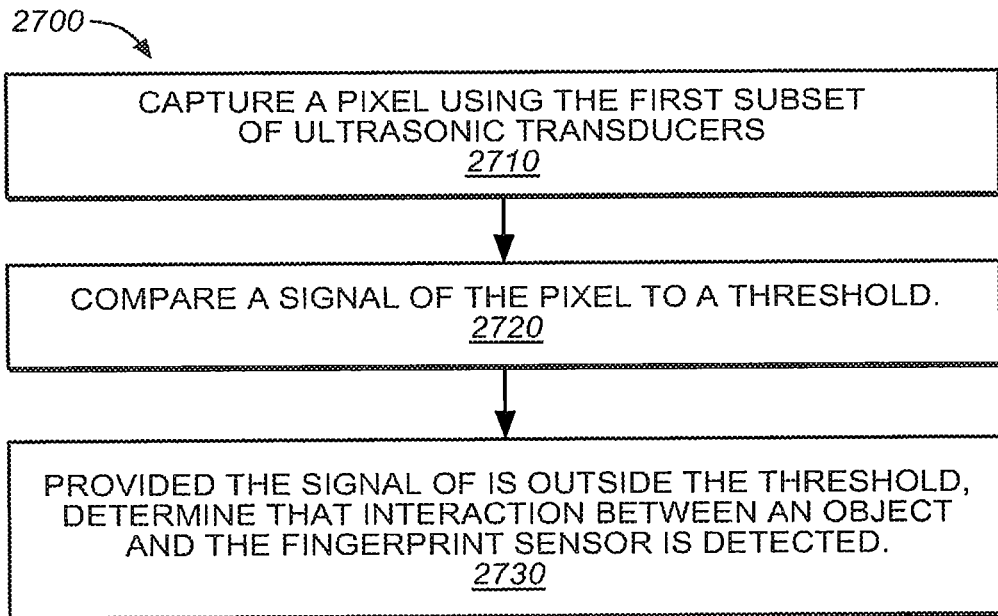 2700
CAPTURE A PIXEL USING THE FIRST SUBSET
OF ULTRASONIC TRANSDUCERS
2710
COMPARE A SIGNAL OF THE PIXEL TO A THRESHOLD.
2720
PROVIDED THE SIGNAL OF IS OUTSIDE THE THRESHOLD,
DETERMINE THAT INTERACTION BETWEEN AN OBJECT
AND THE FINGERPRINT SENSOR IS DETECTED.
2730